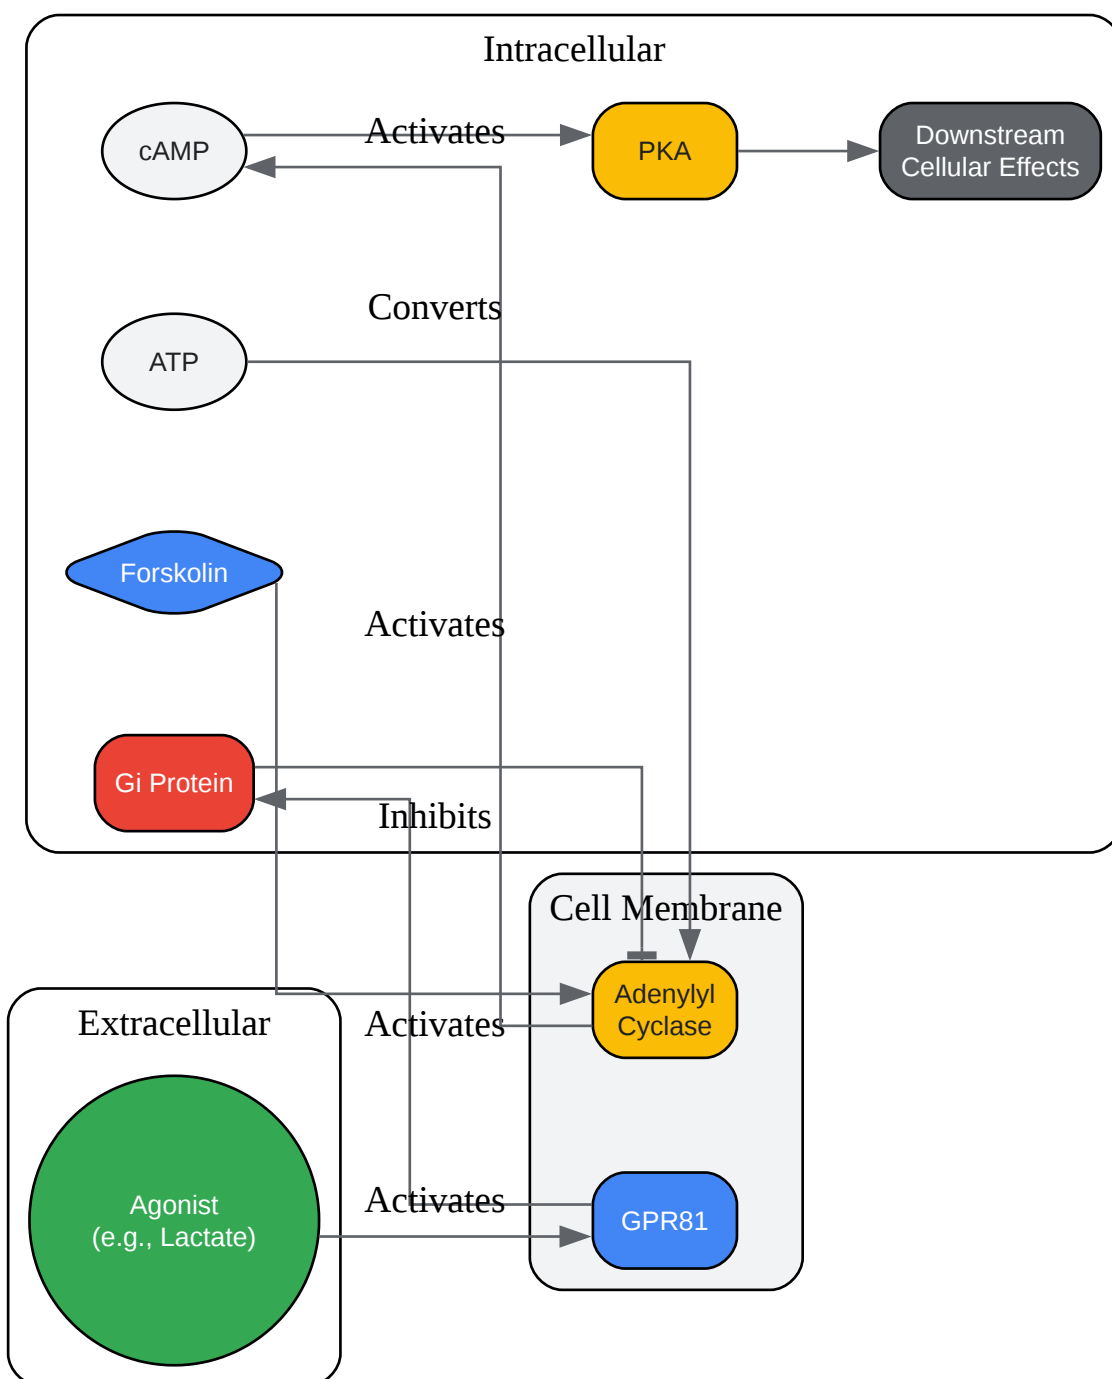 Intracellular
cAMP
Activates
PKA
Downstream
Cellular Effects
Converts
ATP
Forskolin
Activates
Gi Protein
Inhibits
Cell Membrane
Adenylyl
Cyclase
Extracellular
Activates
Agonist
(e.g., Lactate)
Activates
GPR81